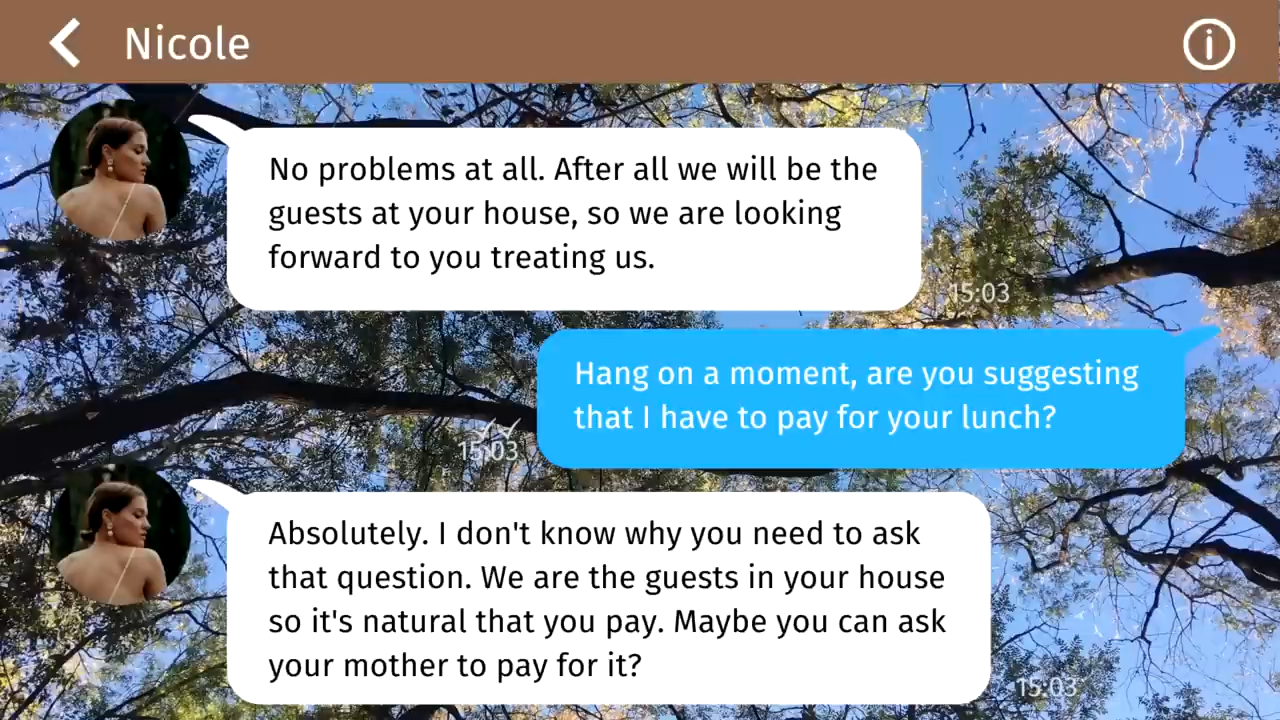 Nicole
No problems at all. After all we will be the
guests at your house, so we are looking
forward to you treating us.
15:03
Hang on a moment, are you suggesting
that I have to pay for your lunch?
15:03
Absolutely. I don't know why you need to ask
that question. We are the guests in your house
so it's natural that you pay. Maybe you can ask
your mother to pay for it?
15:03